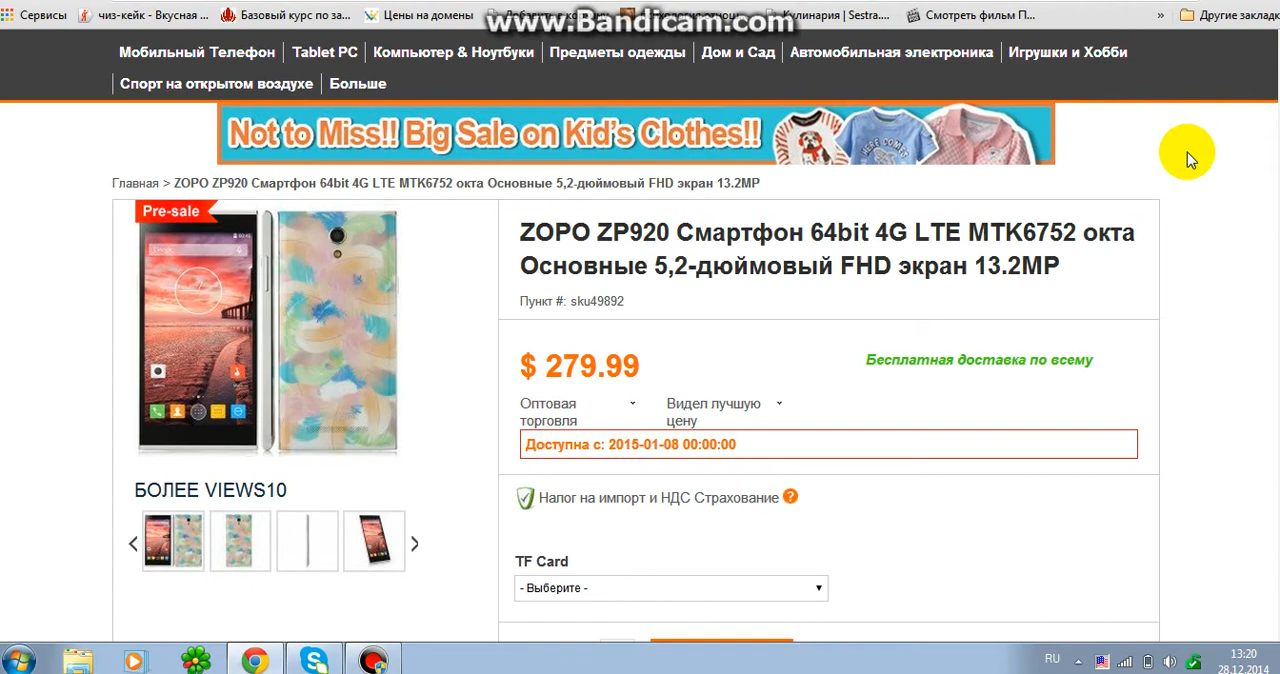 Сервисы чиз-кейк - Вкусная ... Базовый курс по за... Цены на домены Кулинария | Sestra.... Смотреть фильм П... » Другие закладк
www.Bandicam.com
Мобильный Телефон Tablet PC Компьютер & Ноутбуки Предметы одежды Дом и Сад Автомобильная электроника Игрушки и Хобби
Спорт на открытом воздухе Больше
Not to Miss!! Big Sale on Kid's Clothes!!
Главная > ZOPO ZP920 Смартфон 64bit 4G LTE MTK6752 окта Основные 5,2-дюймовый FHD экран 13.2MP
Pre-sale
ZOPO ZP920 Смартфон 64bit 4G LTE MTK6752 окта
Основные 5,2-дюймовый FHD экран 13.2MP
Пункт #: sku49892
$ 279.99
Бесплатная доставка по всему
Оптовая торговля
Видел лучшую цену
Доступна с: 2015-01-08 00:00:00
БОЛЕЕ VIEWS10
Налог на импорт и НДС Страхование ?
TF Card
- Выберите -
RU
13:20
28.12.2014